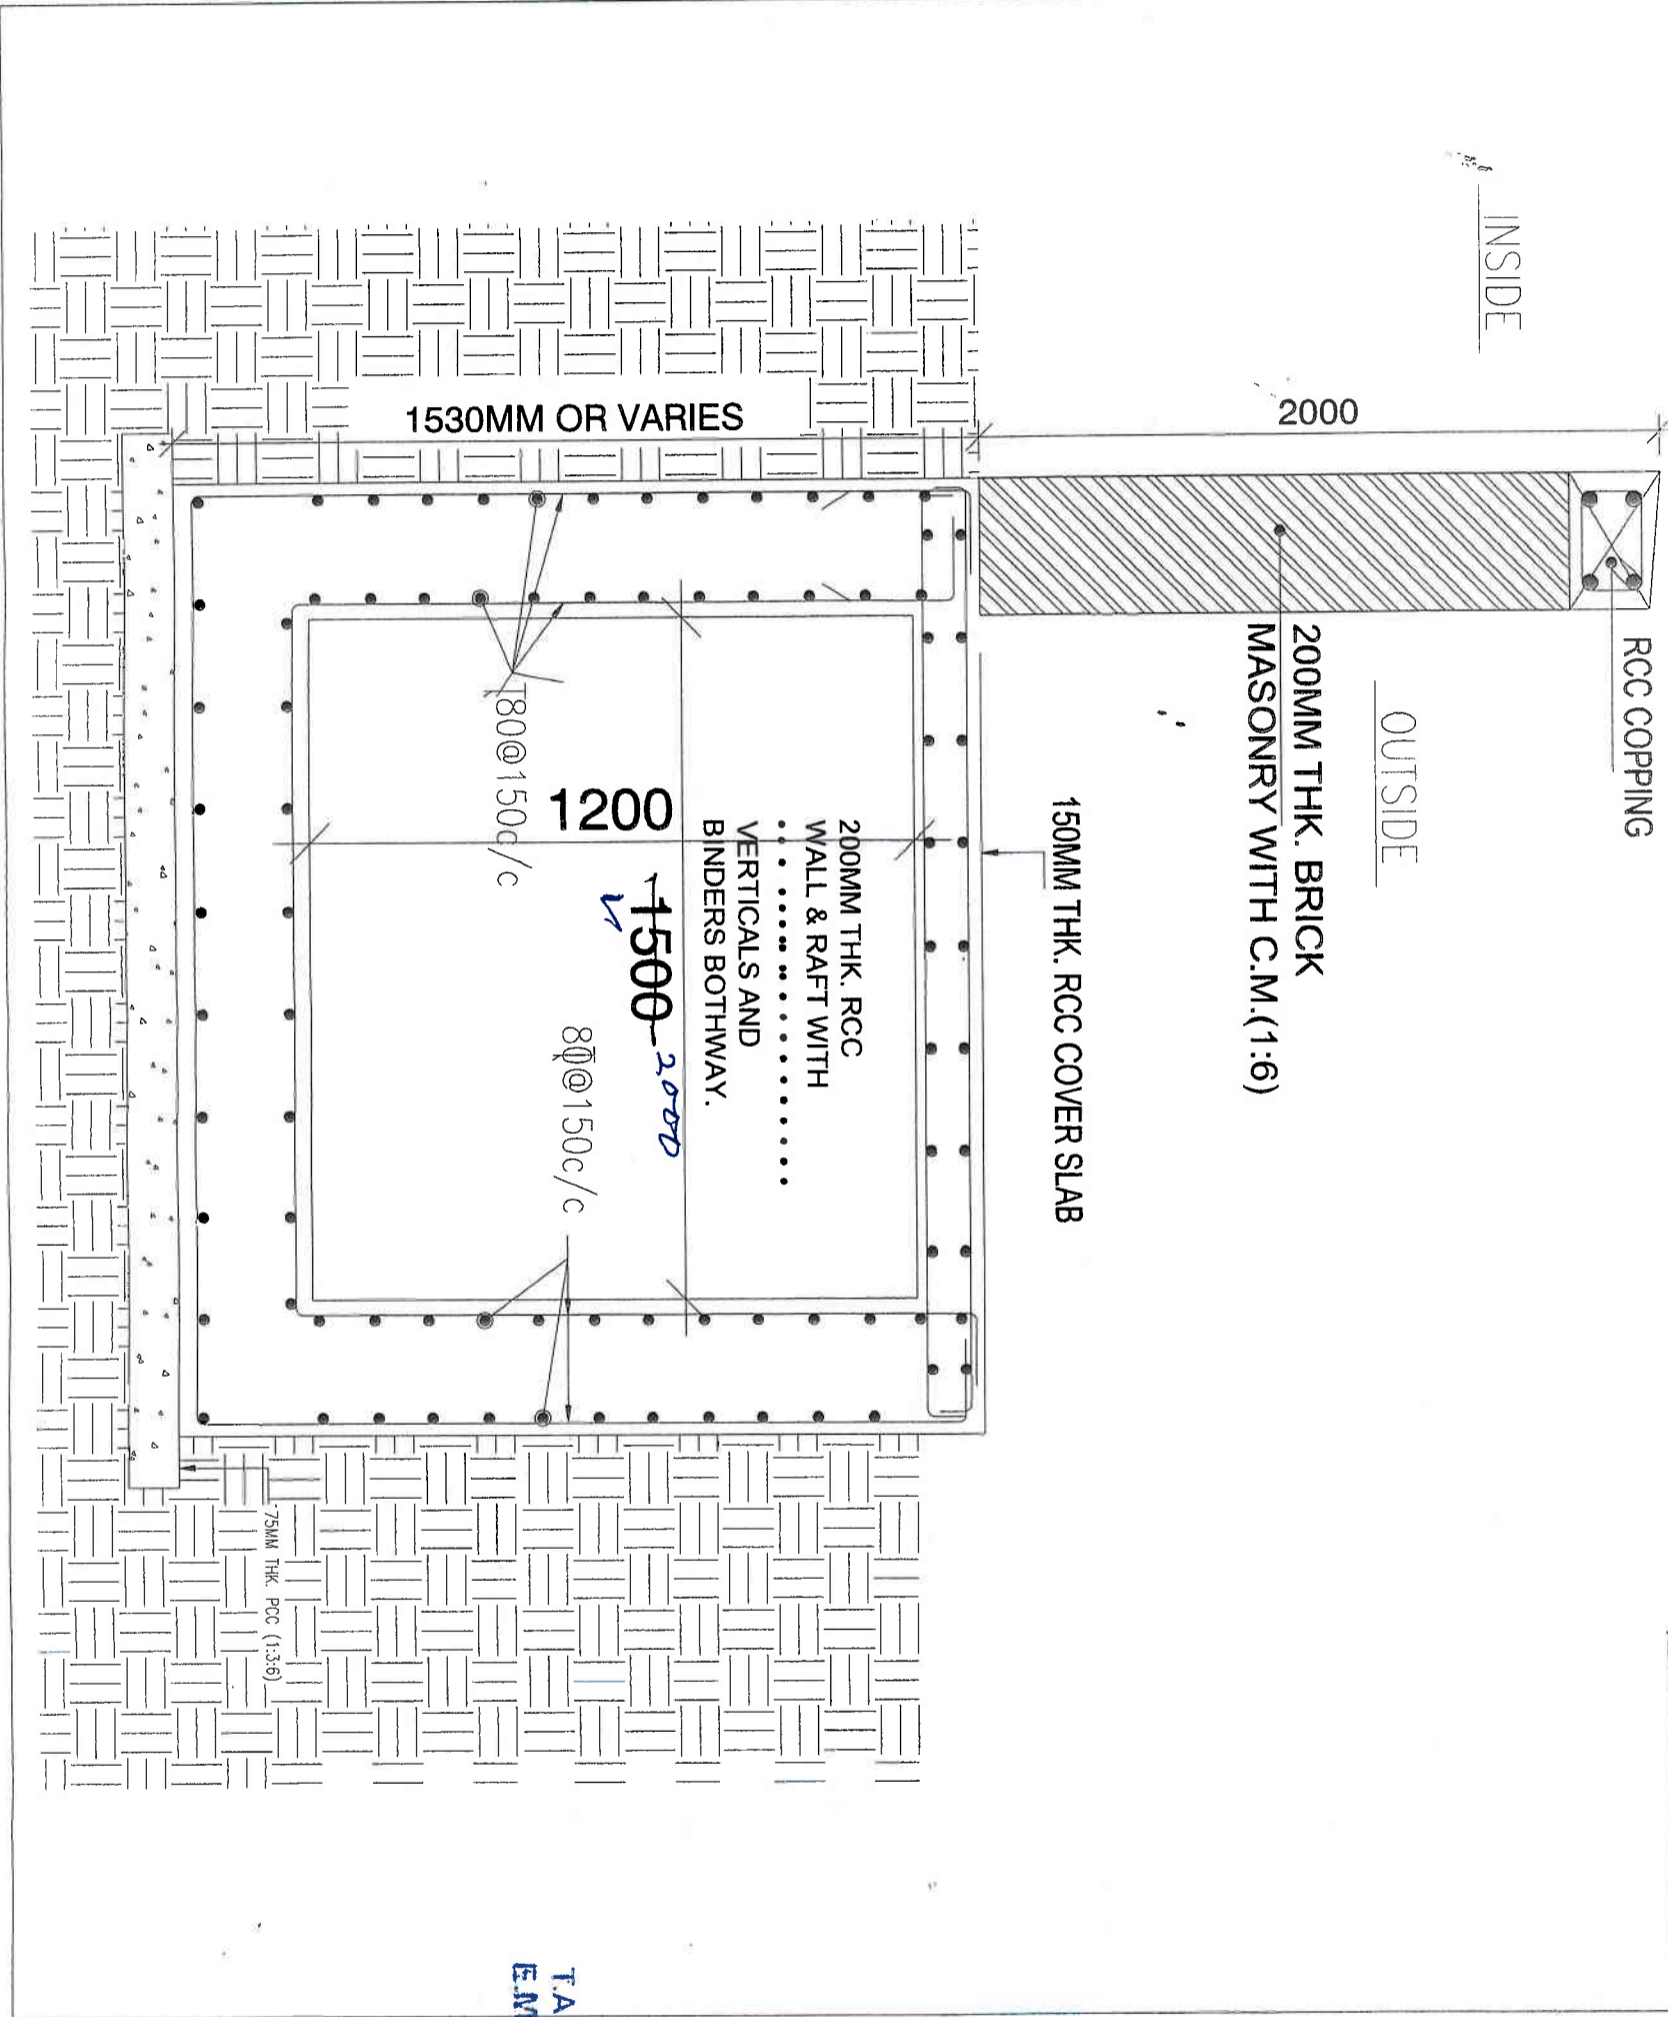 INSIDE
OUTSIDE
RCC COPPING
2000
200MM THK. BRICK
MASONRY WITH C.M.(1:6)
150MM THK. RCC COVER SLAB
1530MM OR VARIES
200MM THK. RCC
WALL & RAFT WITH
VERTICALS AND
BINDERS BOTHWAY.
1200
1500 2000
@150c/c
@150c/c
75MM THK. PCC (1:3:6)
T.A
E.M